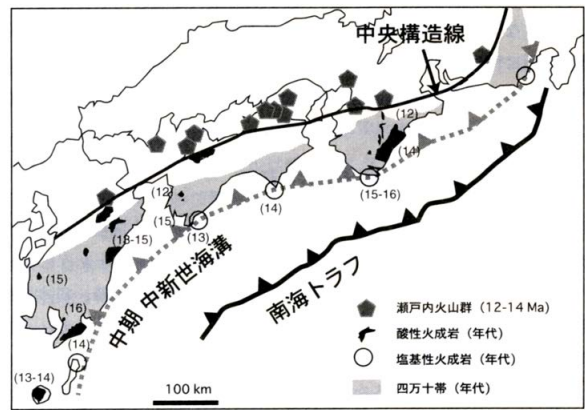 中央構造線
(12)
(14)
(15-16)
(12)
(14)
(15)
(13)
(13-15)
(15)
(16)
(14)
(13-14)
中期 中新世海溝
南海トラフ
瀬戸内火山群 (12-14 Ma)
酸性火成岩 (年代)
塩基性火成岩 (年代)
四万十帯 (年代)
100 km